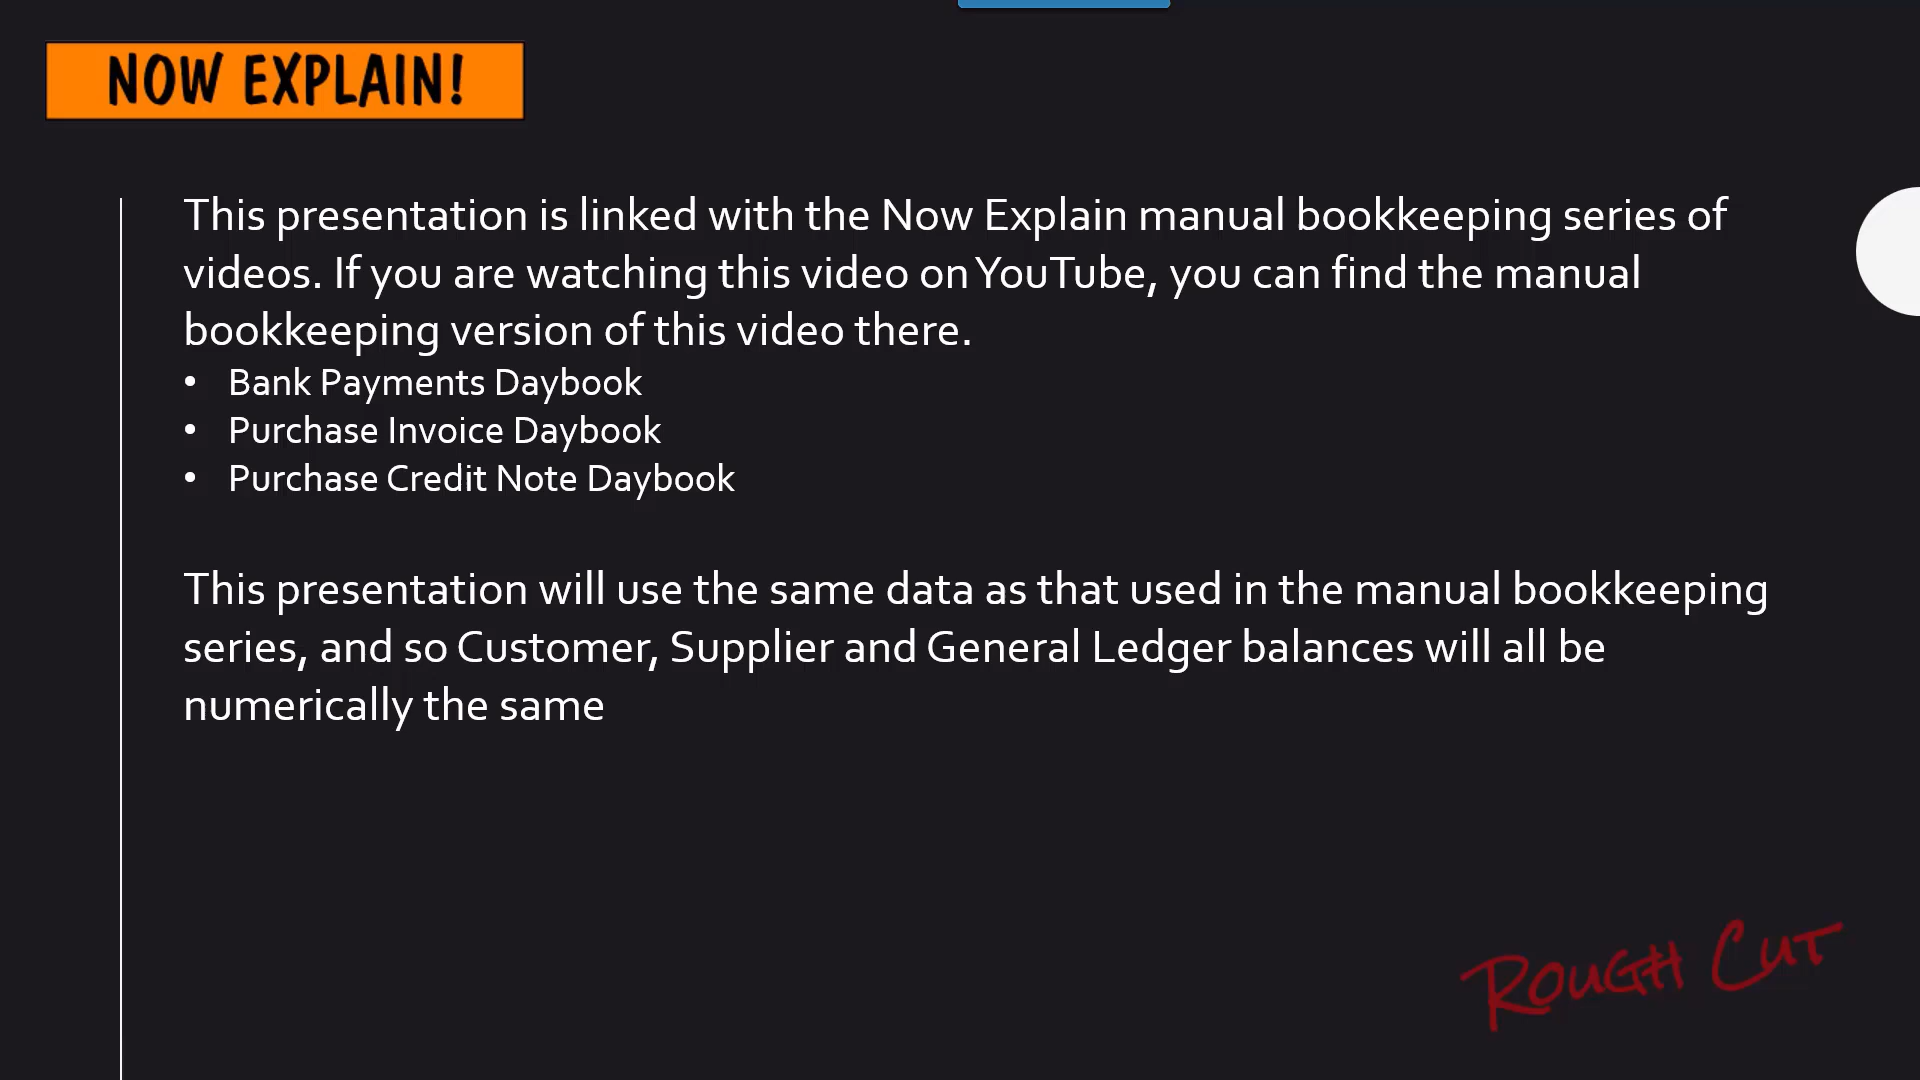 NOW EXPLAIN!
This presentation is linked with the Now Explain manual bookkeeping series of
videos. If you are watching this video on YouTube, you can find the manual
bookkeeping version of this video there.
• Bank Payments Daybook
• Purchase Invoice Daybook
• Purchase Credit Note Daybook
This presentation will use the same data as that used in the manual bookkeeping
series, and so Customer, Supplier and General Ledger balances will all be
numerically the same
ROUGH CUT